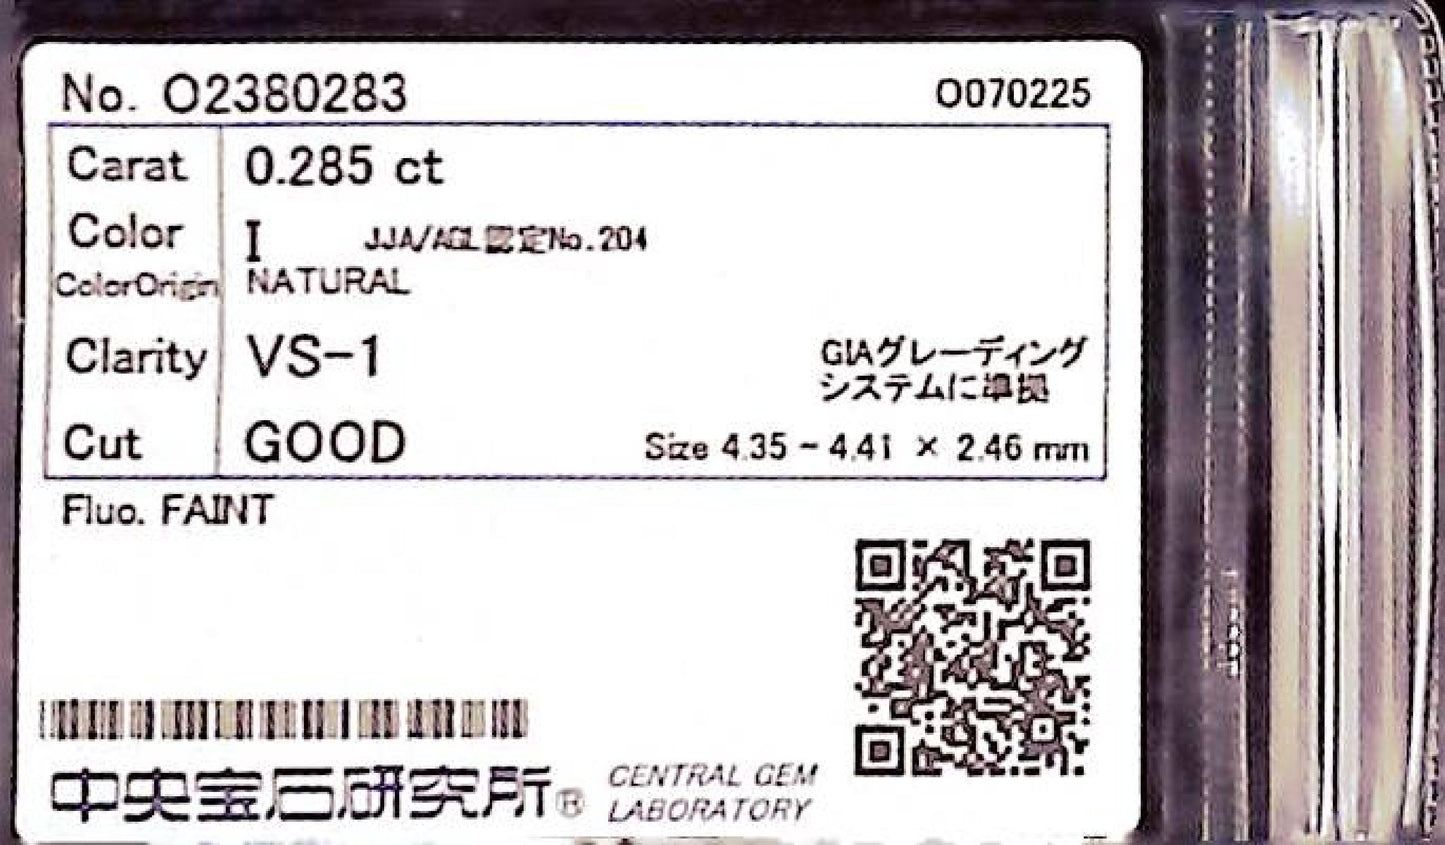 No. O2380283 O070225
Carat 0.285 ct
Color I JJA/AGL認定No.204
ColorOrigin NATURAL
Clarity VS-1 GIAグレーディング
システムに準拠
Cut GOOD Size 4.35 ~ 4.41 × 2.46 mm
Fluo. FAINT
中央宝石研究所® CENTRAL GEM
LABORATORY